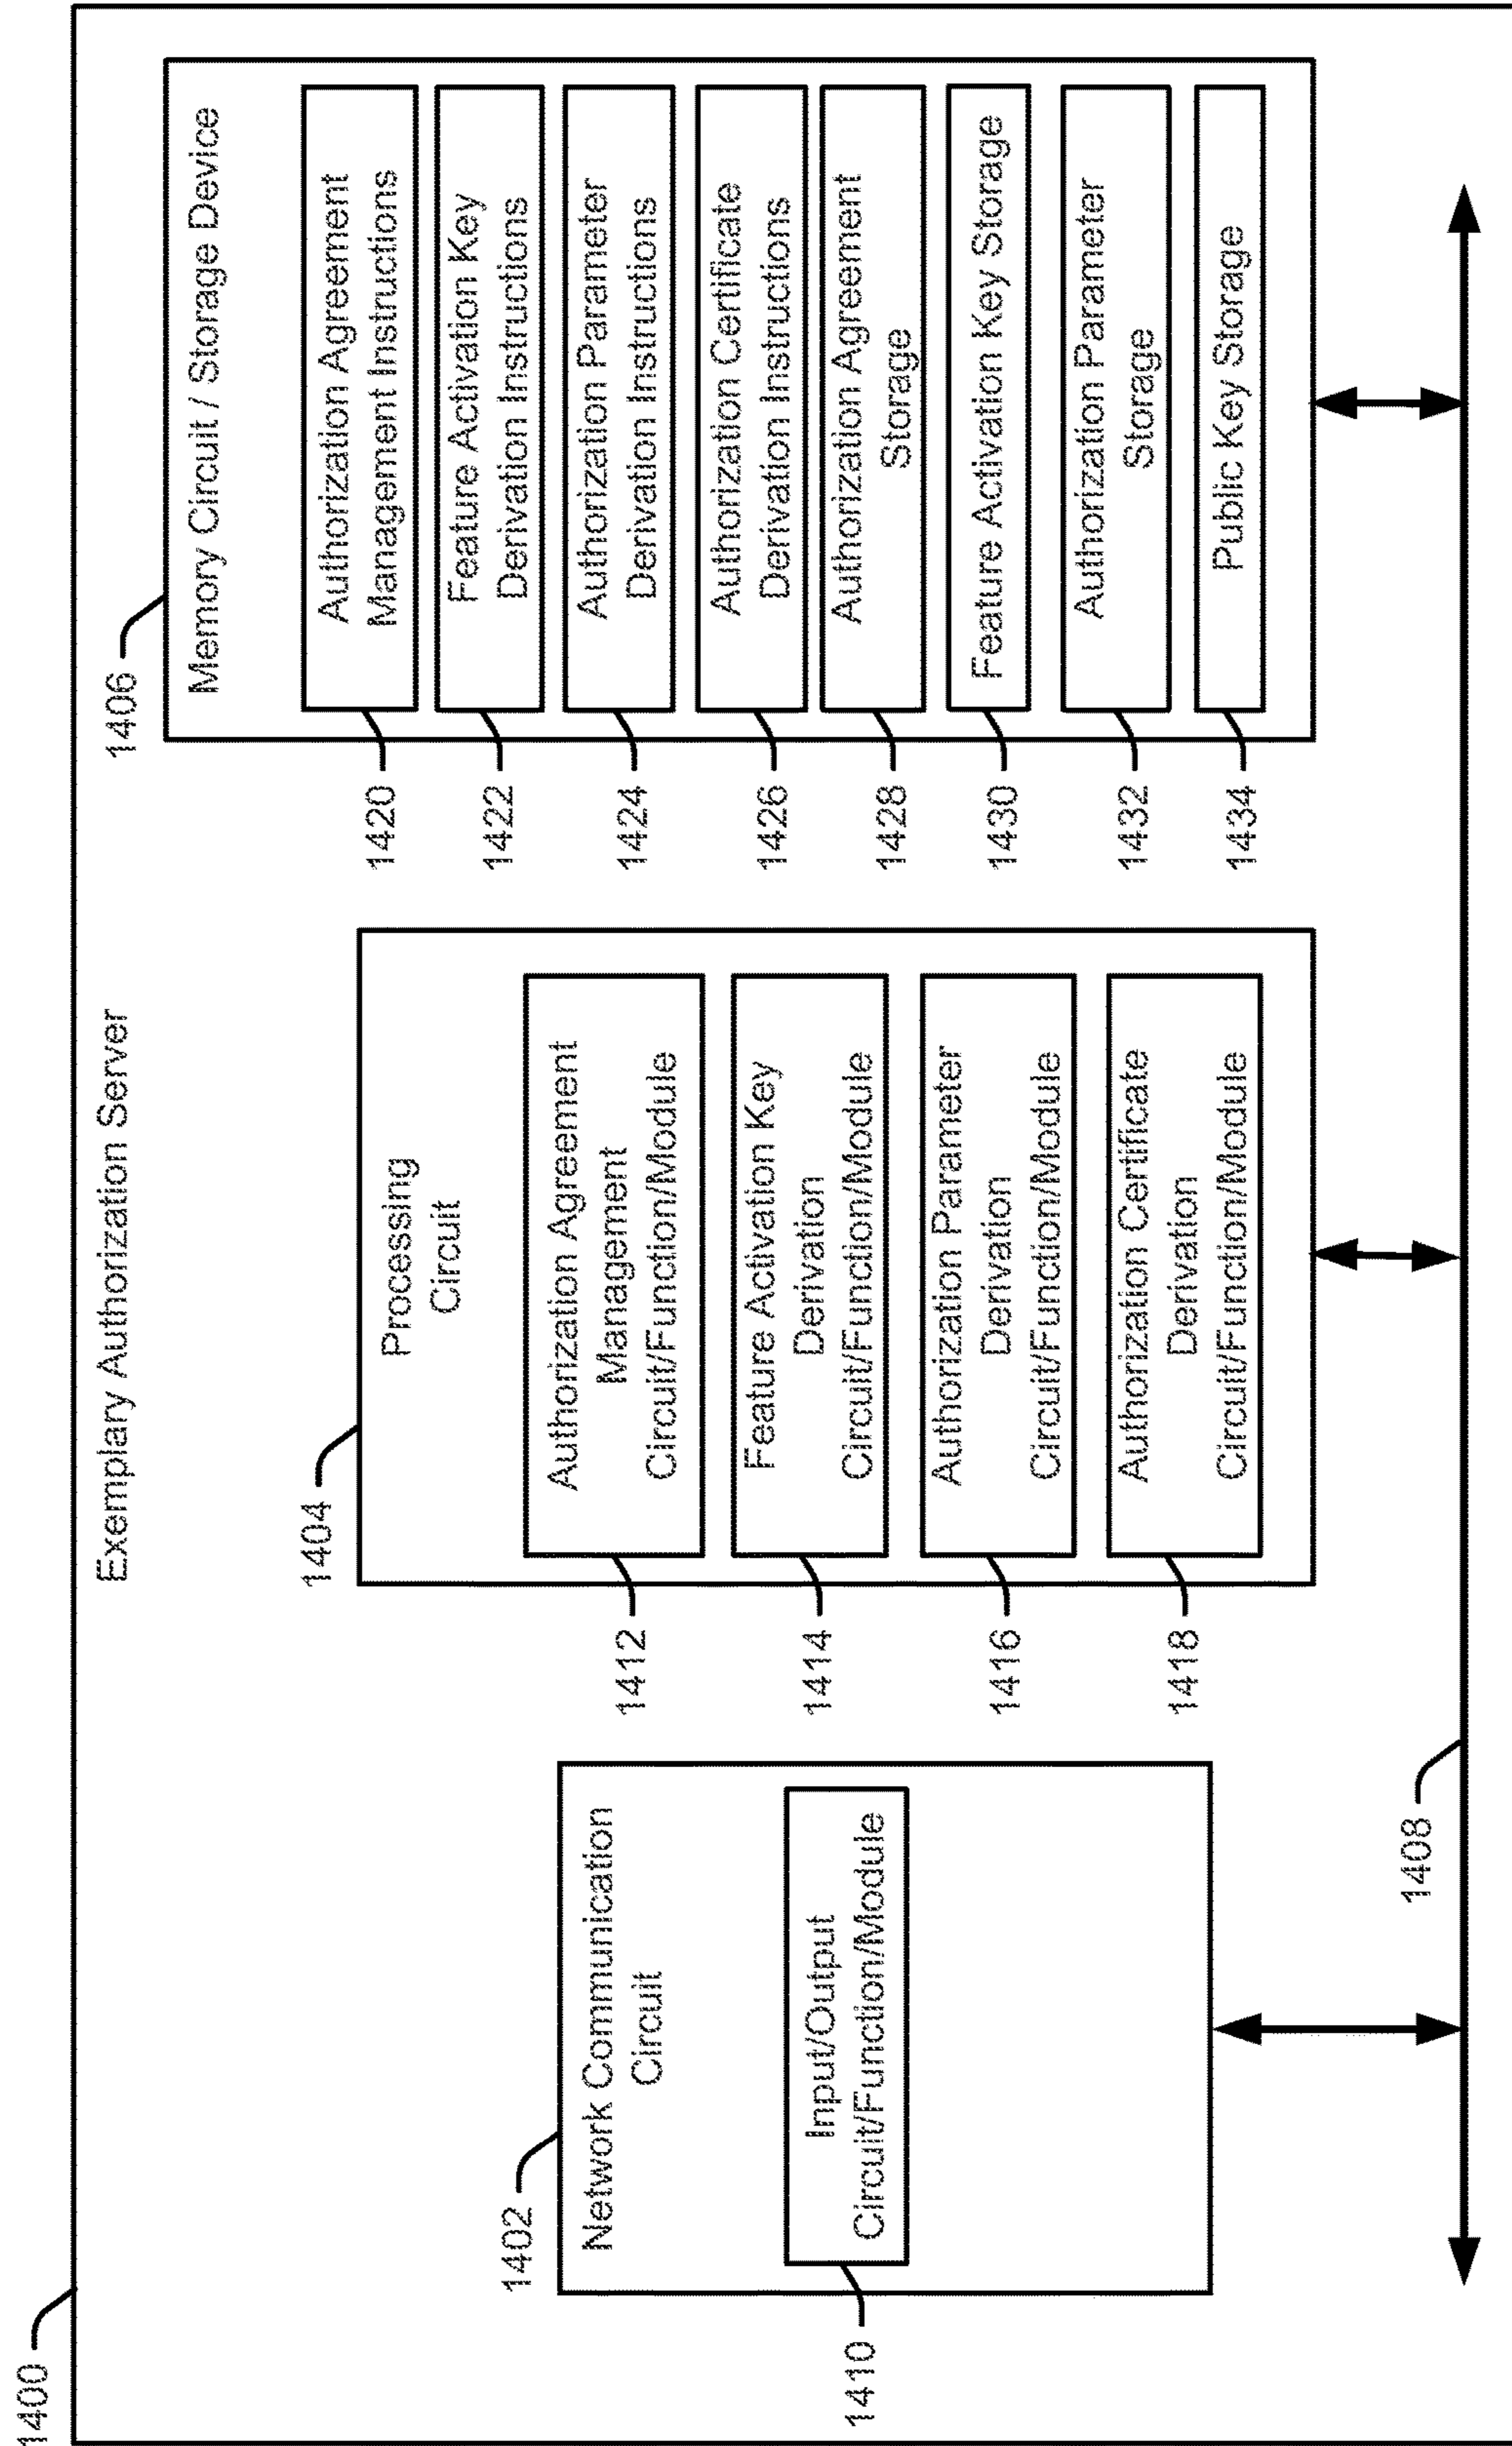 1400
Exemplary Authorization Server
1402
Network Communication
Circuit
1410
Input/Output
Circuit/Function/Module
1404
Processing
Circuit
1412
Authorization Agreement
Management
Circuit/Function/Module
1414
Feature Activation Key
Derivation
Circuit/Function/Module
1416
Authorization Parameter
Derivation
Circuit/Function/Module
1418
Authorization Certificate
Derivation
Circuit/Function/Module
1406
Memory Circuit / Storage Device
1420
Authorization Agreement
Management Instructions
1422
Feature Activation Key
Derivation Instructions
1424
Authorization Parameter
Derivation Instructions
1426
Authorization Certificate
Derivation Instructions
1428
Authorization Agreement
Storage
1430
Feature Activation Key Storage
1432
Authorization Parameter
Storage
1434
Public Key Storage
1408